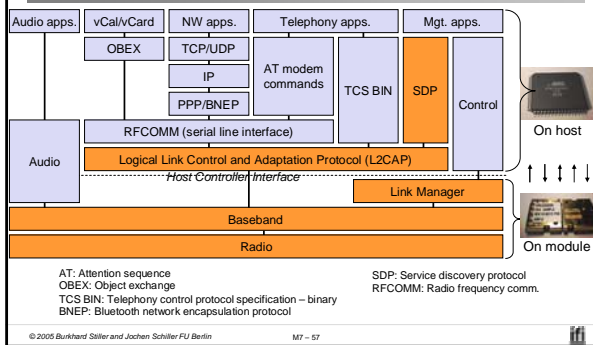 Audio apps. vCal/vCard NW apps. Telephony apps. Mgt. apps.
OBEX TCP/UDP AT modem commands TCS BIN SDP Control
IP
PPP/BNEP
On host
RFCOMM (serial line interface)
Audio
Logical Link Control and Adaptation Protocol (L2CAP)
Host Controller Interface
Link Manager
Baseband
Radio
On module
AT: Attention sequence
OBEX: Object exchange
TCS BIN: Telephony control protocol specification – binary
BNEP: Bluetooth network encapsulation protocol
SDP: Service discovery protocol
RFCOMM: Radio frequency comm.
© 2005 Burkhard Stiller and Jochen Schiller FU Berlin M7 – 57
ifi